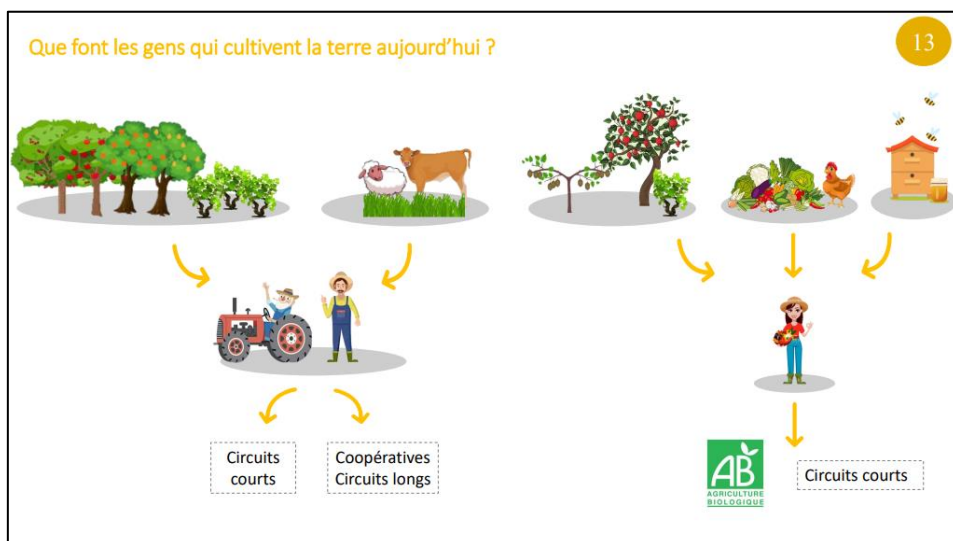 Que font les gens qui cultivent la terre aujourd’hui ?
13
Circuits
courts
Coopératives
Circuits longs
AB
AGRICULTURE
BIOLOGIQUE
Circuits courts